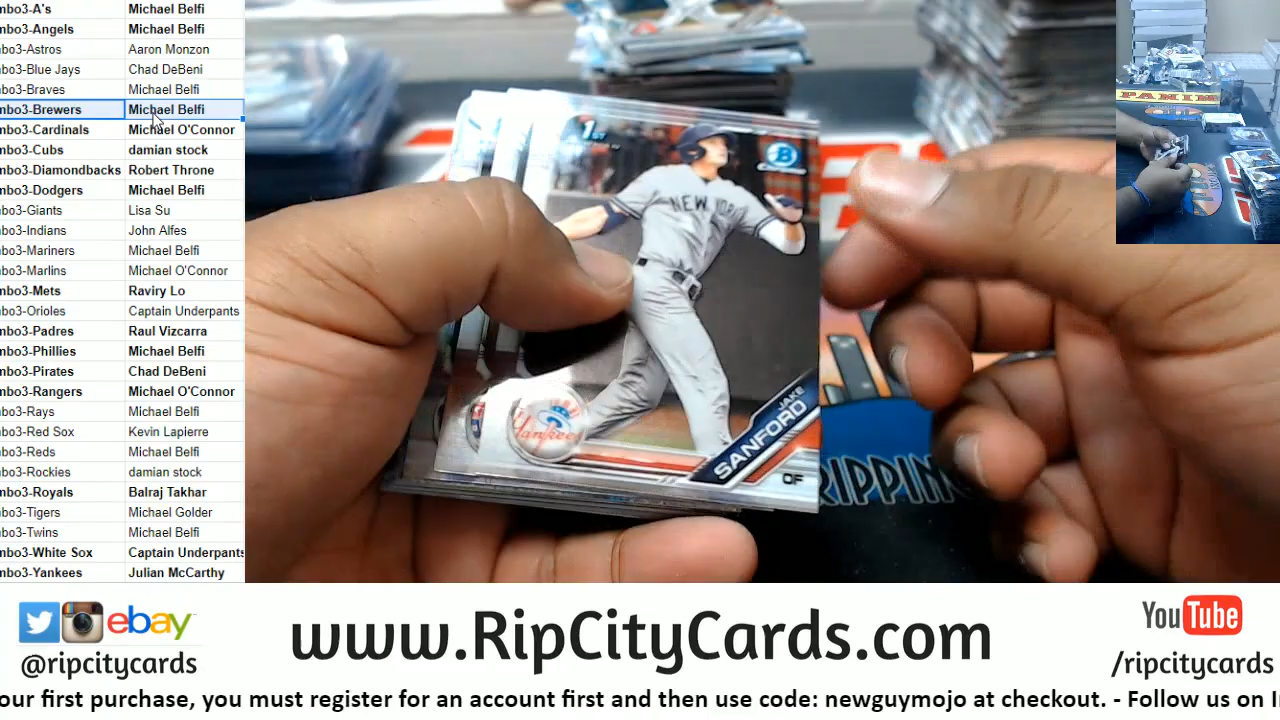 mbo3-A's Michael Belfi
mbo3-Angels Michael Belfi
mbo3-Astros Aaron Monzon
mbo3-Blue Jays Chad DeBeni
mbo3-Braves Michael Belfi
mbo3-Brewers Michael Belfi
mbo3-Cardinals Michael O'Connor
mbo3-Cubs damian stock
mbo3-Diamondbacks Robert Throne
mbo3-Dodgers Michael Belfi
mbo3-Giants Lisa Su
mbo3-Indians John Alfes
mbo3-Mariners Michael Belfi
mbo3-Marlins Michael O'Connor
mbo3-Mets Raviry Lo
mbo3-Orioles Captain Underpants
mbo3-Padres Raul Vizcarra
mbo3-Phillies Michael Belfi
mbo3-Pirates Chad DeBeni
mbo3-Rangers Michael O'Connor
mbo3-Rays Michael Belfi
mbo3-Red Sox Kevin Lapierre
mbo3-Reds Michael Belfi
mbo3-Rockies damian stock
mbo3-Royals Balraj Takhar
mbo3-Tigers Michael Golder
mbo3-Twins Michael Belfi
mbo3-White Sox Captain Underpants
mbo3-Yankees Julian McCarthy
1ST
B
NEW YORK
Yankees
JAKE
SANFORD
OF
RIPPIN
PANINI
ebay
@ripcitycards
www.RipCityCards.com
YouTube
/ripcitycards
our first purchase, you must register for an account first and then use code: newguymojo at checkout. - Follow us on I